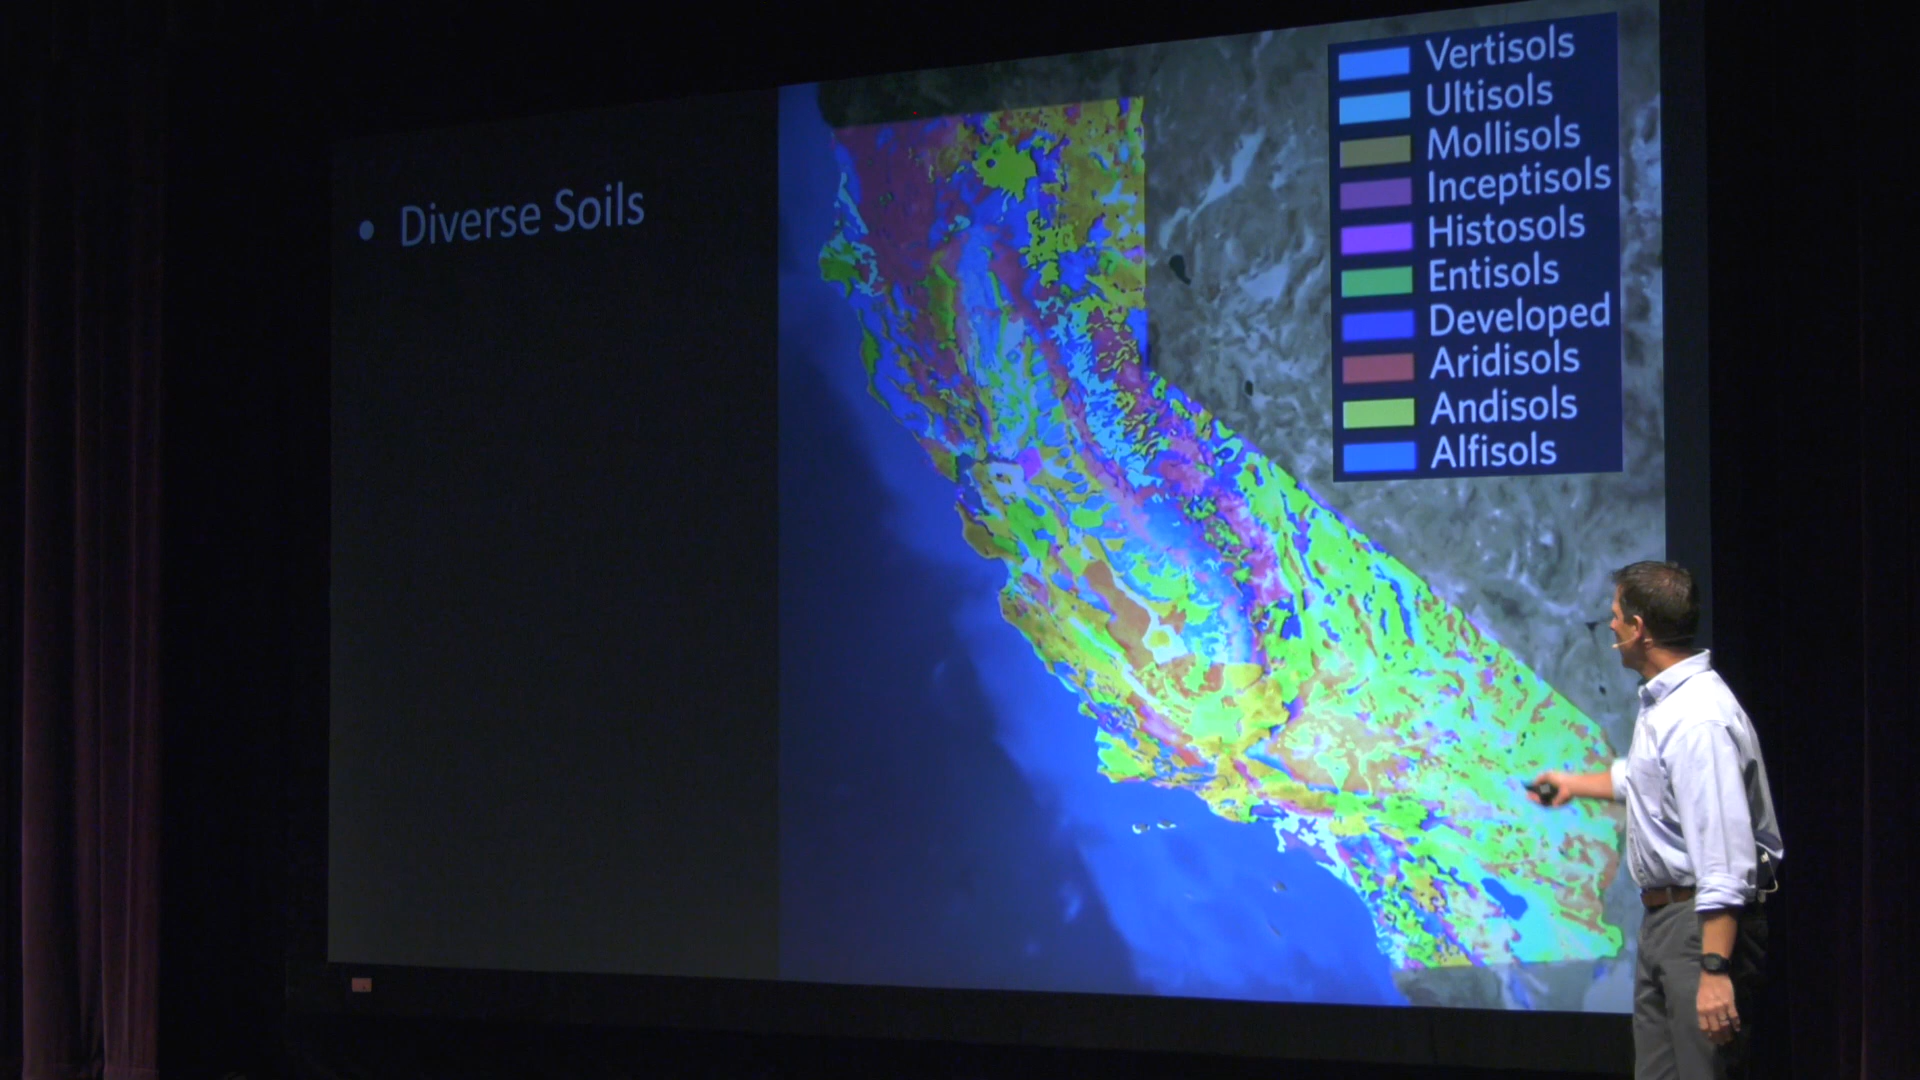 • Diverse Soils
Vertisols
Ultisols
Mollisols
Inceptisols
Histosols
Entisols
Developed
Aridisols
Andisols
Alfisols